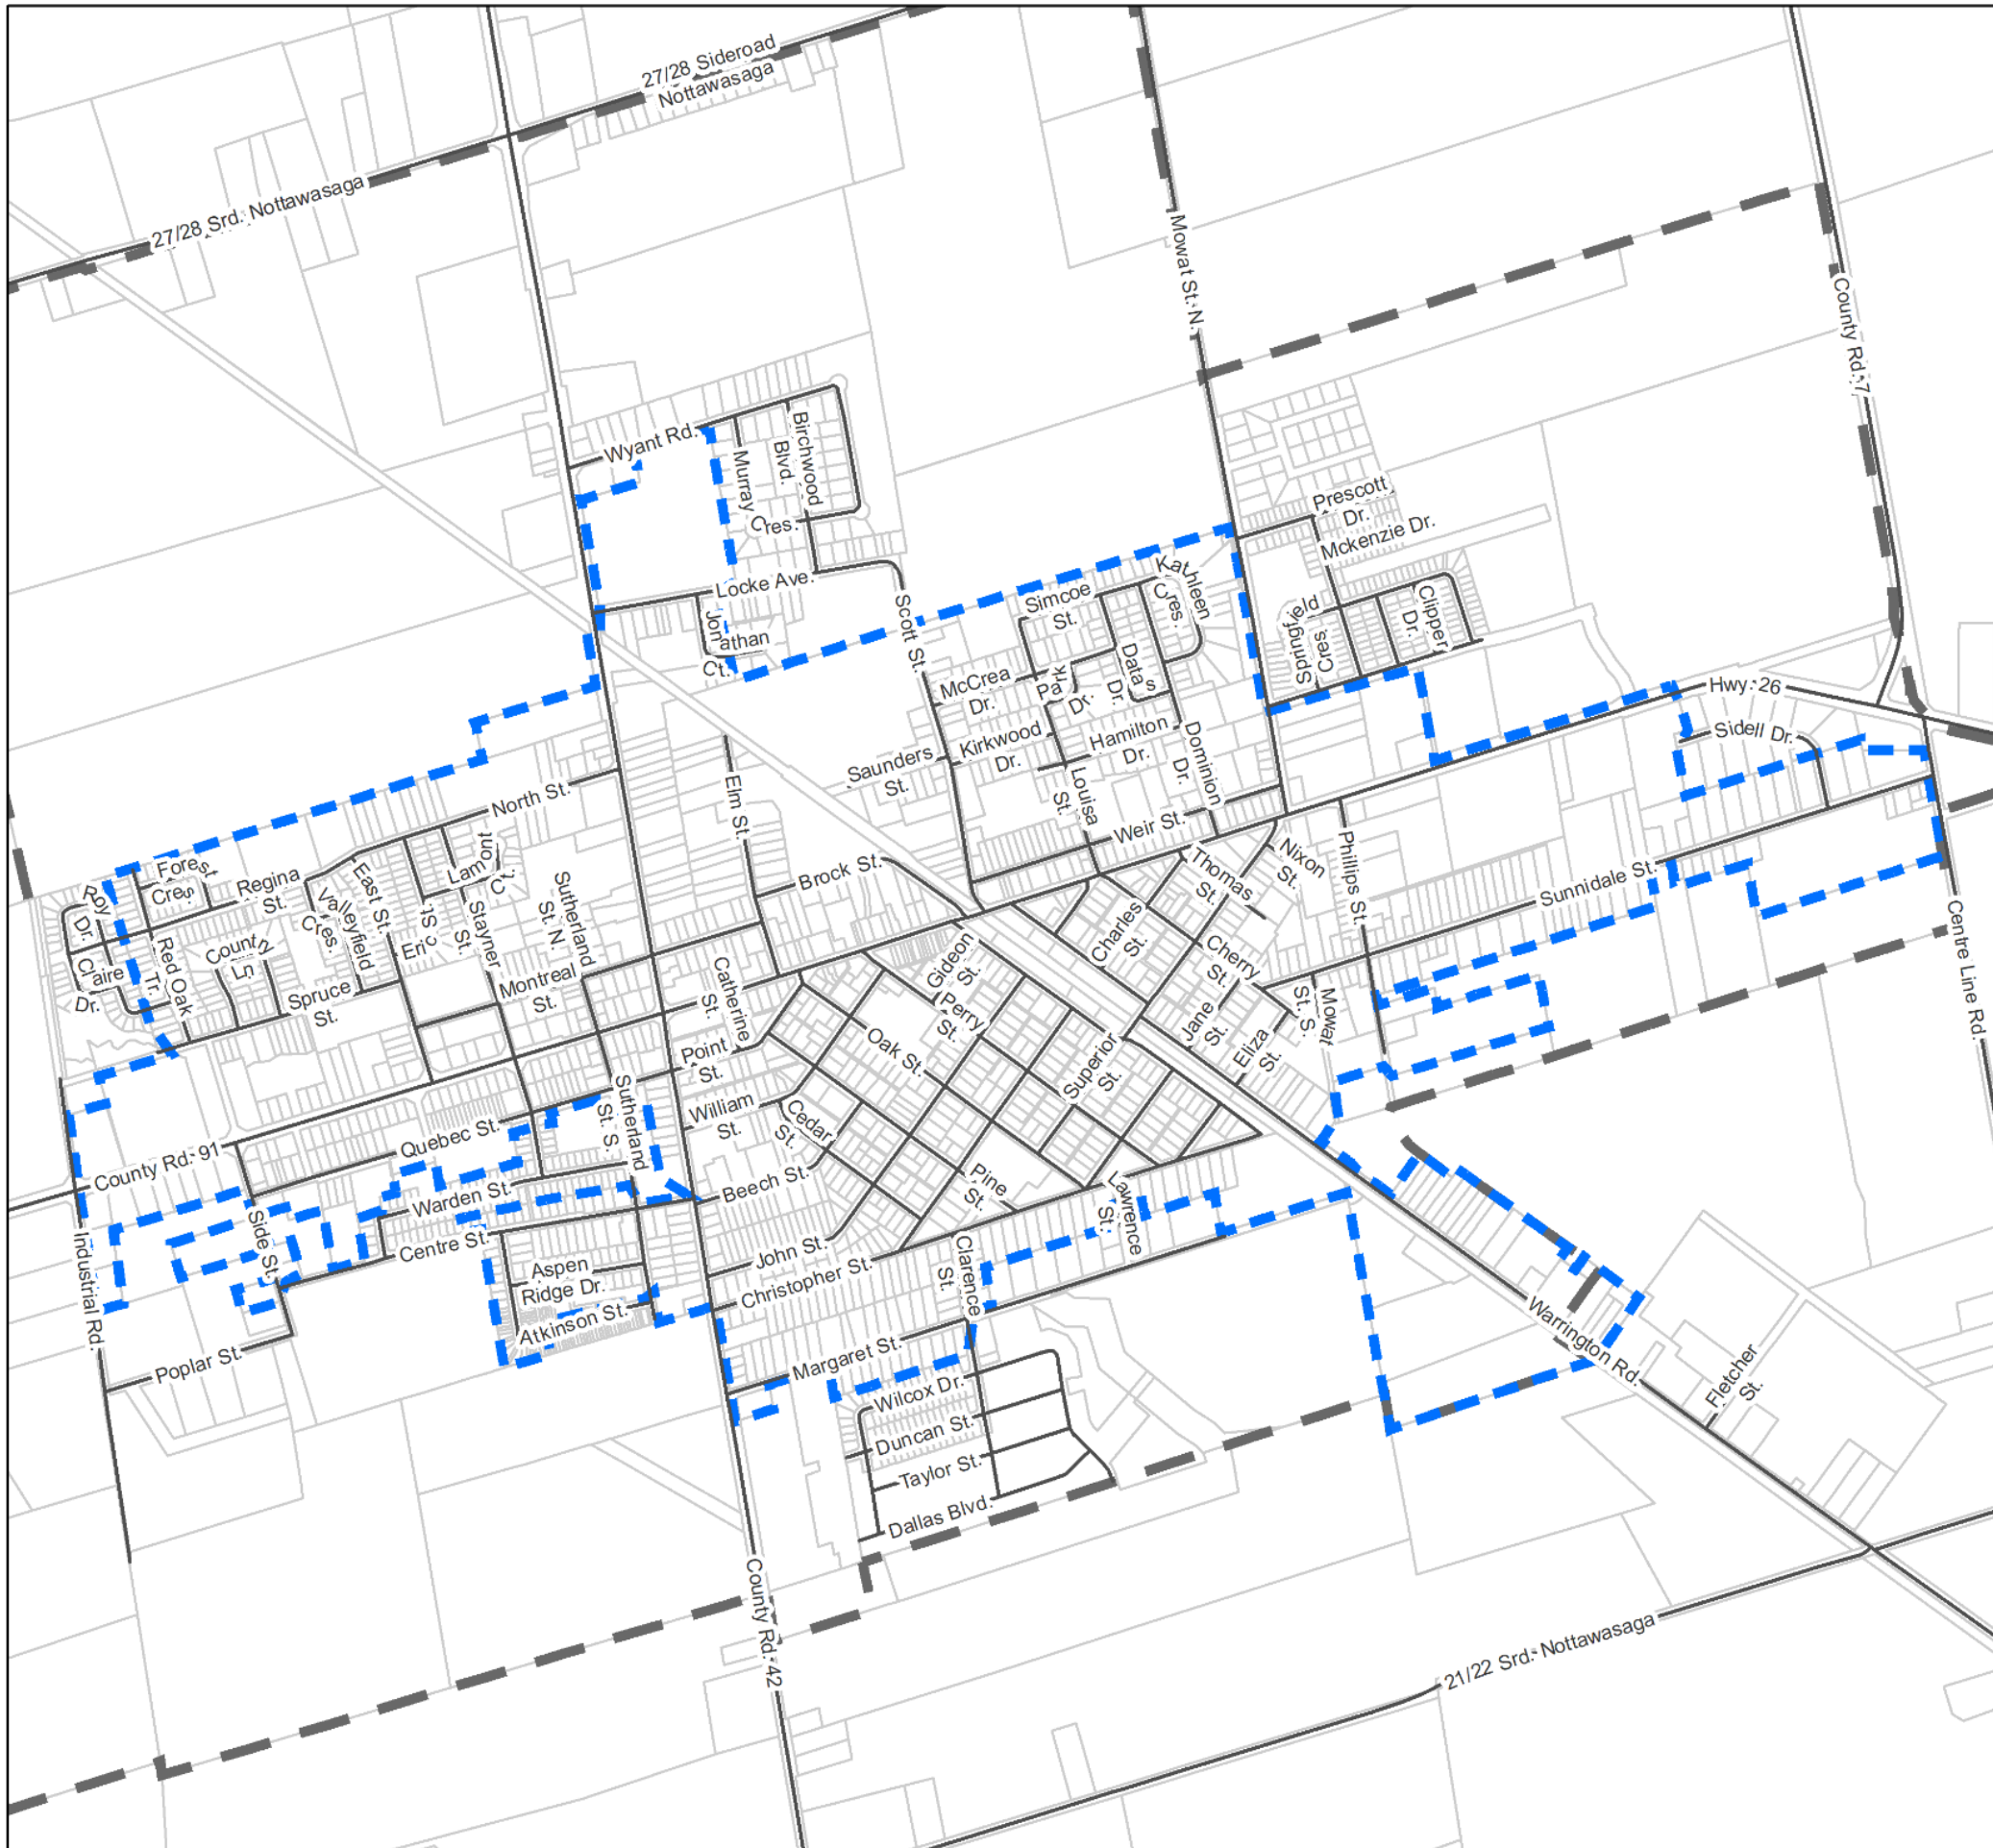 27/28 Sideroad
Nottawasaga
27/28 Srd. Nottawasaga
Mowat St. N.
County Rd. 7
Wyant Rd.
Birchwood
Blvd.
Murray
Cres.
Prescott
Dr.
Mckenzie Dr.
Locke Ave.
Jonathan
Ct.
Scott St.
Simcoe
St.
Kathleen
Cres.
Springfield
Cres.
Clipper
Dr.
McCrea
Dr.
Park
Dr.
Data
Dr.
s
Hwy. 26
Sidell Dr.
Kirkwood
Dr.
Hamilton
Dr.
Dominion
Dr.
Saunders
St.
Louisa
St.
Elm St.
North St.
Weir St.
Brock St.
Thomas
St.
Nixon
St.
Phillips St.
Sunnidale St.
Forest
Cres.
Roy
Dr.
Regina
St.
Valleyfield
Cres.
East St.
Lamont
Ct.
Eric St.
Stayner
St.
Sutherland
St. N.
Claire
Dr.
Red Oak
Tr.
County
Ln
Spruce
St.
Montreal
St.
Catherine
St.
Gideon
St.
Perry
St.
Charles
St.
Cherry
St.
Mowat
St. S.
Centre Line Rd.
Point
St.
Oak St.
Superior
St.
Jane
St.
Eliza
St.
William
St.
Cedar
St.
Sutherland
St. S.
Quebec St.
County Rd. 91
Warden St.
Beech St.
Pine
St.
Lawrence
St.
Industrial Rd.
Side St.
Centre St.
Aspen
Ridge Dr.
Atkinson St.
John St.
Christopher St.
Clarence
St.
Poplar St.
Margaret St.
Wilcox Dr.
Duncan St.
Taylor St.
Dallas Blvd.
Warrington Rd.
Fletcher
St.
County Rd. 42
21/22 Srd. Nottawasaga